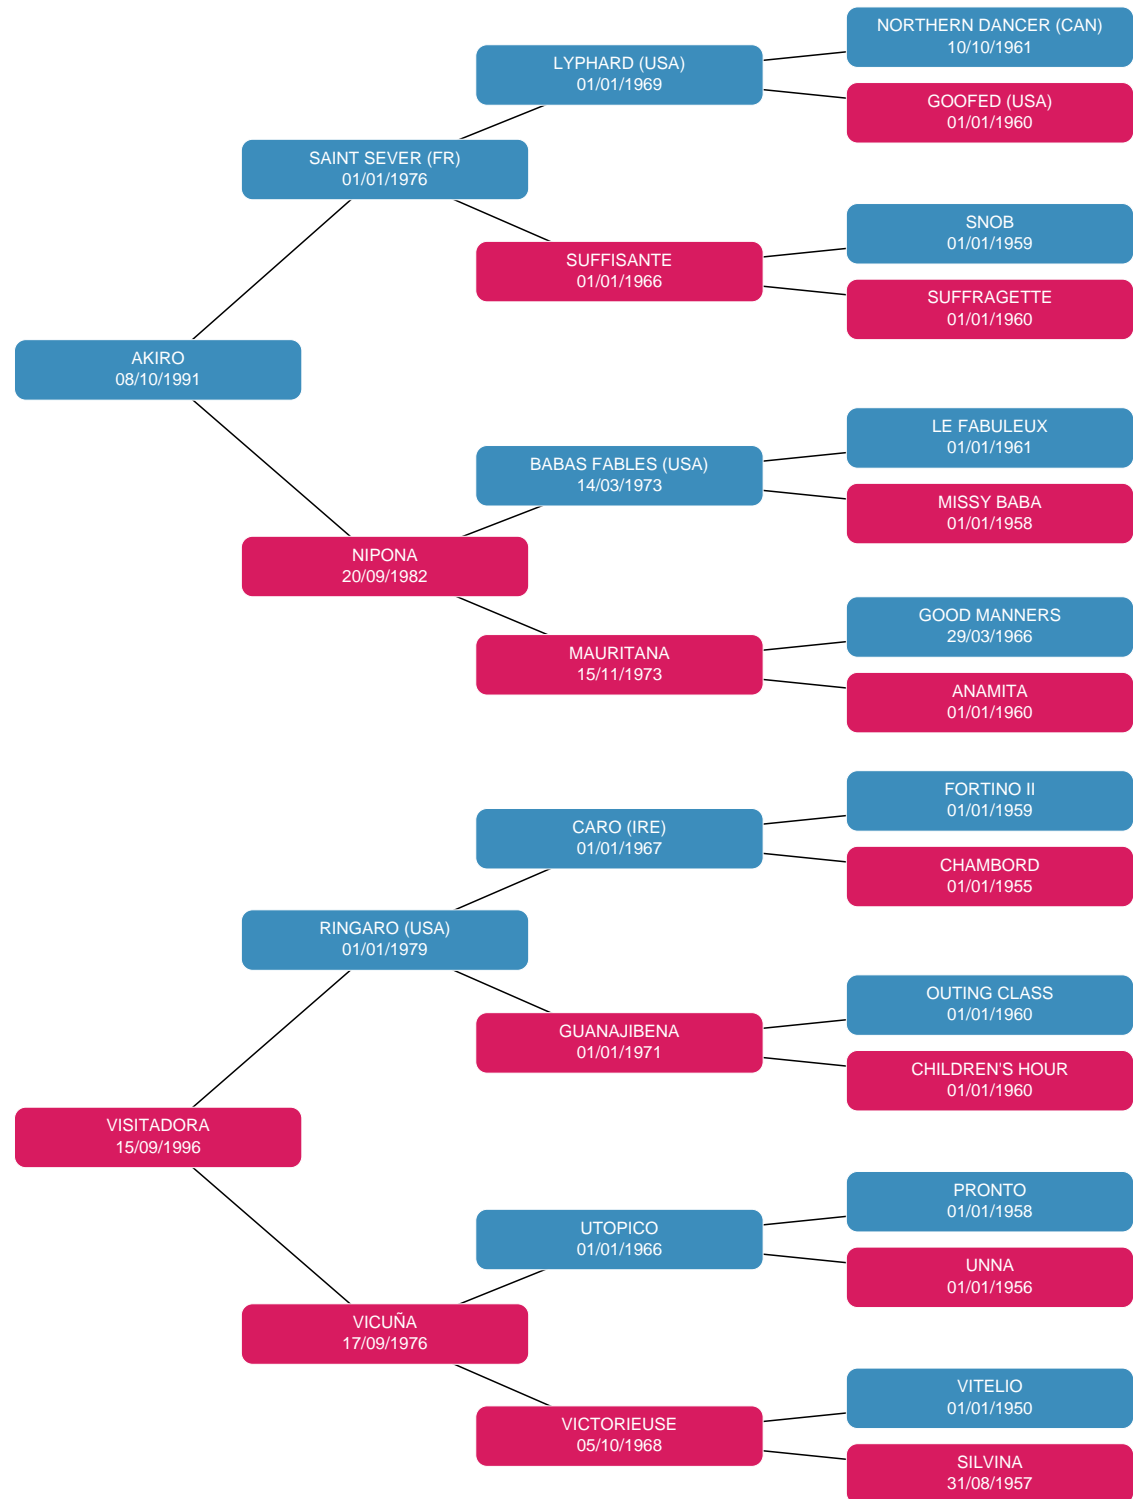 NORTHERN DANCER (CAN)
10/10/1961
LYPHARD (USA)
01/01/1969
GOOFED (USA)
01/01/1960
SAINT SEVER (FR)
01/01/1976
SNOB
01/01/1959
SUFFISANTE
01/01/1966
SUFFRAGETTE
01/01/1960
AKIRO
08/10/1991
LE FABULEUX
01/01/1961
BABAS FABLES (USA)
14/03/1973
MISSY BABA
01/01/1958
NIPONA
20/09/1982
GOOD MANNERS
29/03/1966
MAURITANA
15/11/1973
ANAMITA
01/01/1960
FORTINO II
01/01/1959
CARO (IRE)
01/01/1967
CHAMBORD
01/01/1955
RINGARO (USA)
01/01/1979
OUTING CLASS
01/01/1960
GUANAJIBENA
01/01/1971
CHILDREN'S HOUR
01/01/1960
VISITADORA
15/09/1996
PRONTO
01/01/1958
UTOPICO
01/01/1966
UNNA
01/01/1956
VICUÑA
17/09/1976
VITELIO
01/01/1950
VICTORIEUSE
05/10/1968
SILVINA
31/08/1957